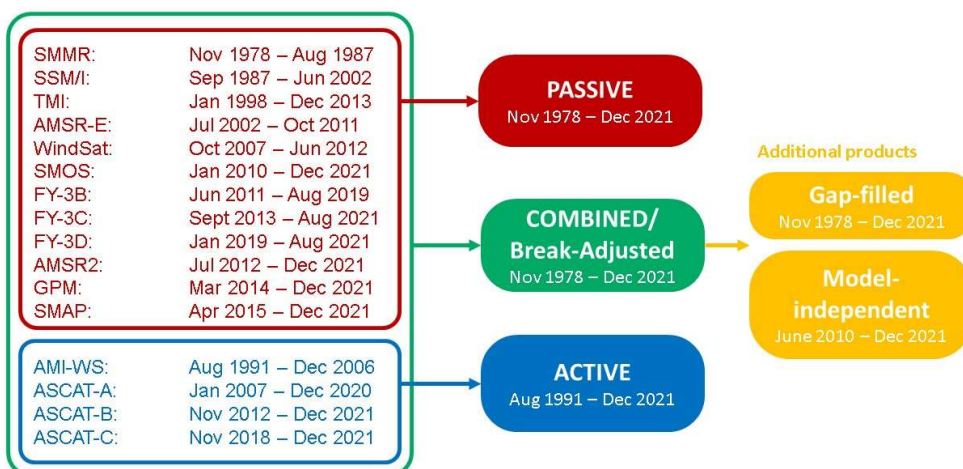 SMMR: Nov 1978 – Aug 1987
SSM/I: Sep 1987 – Jun 2002
TMI: Jan 1998 – Dec 2013
AMSR-E: Jul 2002 – Oct 2011
WindSat: Oct 2007 – Jun 2012
SMOS: Jan 2010 – Dec 2021
FY-3B: Jun 2011 – Aug 2019
FY-3C: Sept 2013 – Aug 2021
FY-3D: Jan 2019 – Aug 2021
AMSR2: Jul 2012 – Dec 2021
GPM: Mar 2014 – Dec 2021
SMAP: Apr 2015 – Dec 2021
AMI-WS: Aug 1991 – Dec 2006
ASCAT-A: Jan 2007 – Dec 2020
ASCAT-B: Nov 2012 – Dec 2021
ASCAT-C: Nov 2018 – Dec 2021
PASSIVE
Nov 1978 – Dec 2021
COMBINED/
Break-Adjusted
Nov 1978 – Dec 2021
ACTIVE
Aug 1991 – Dec 2021
Additional products
Gap-filled
Nov 1978 – Dec 2021
Model-
independent
June 2010 – Dec 2021